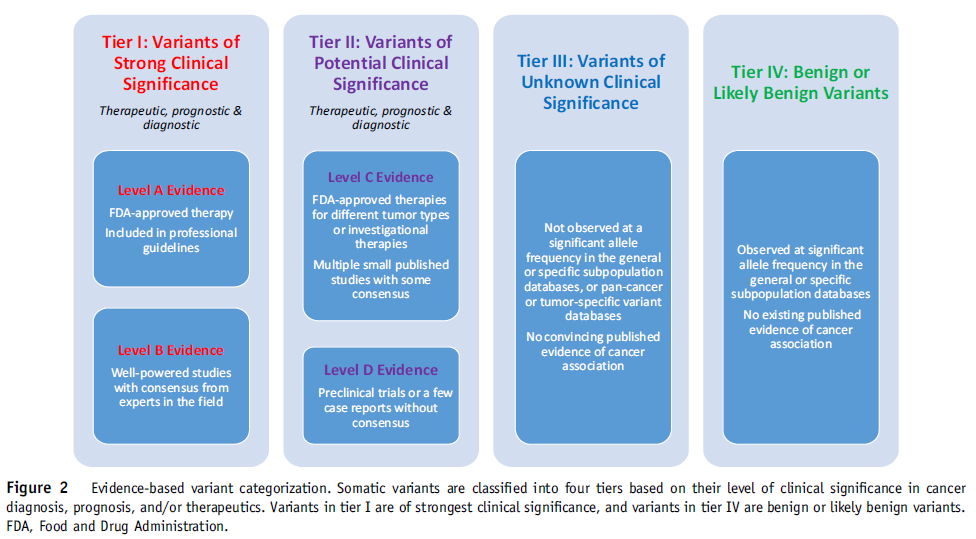 Tier I: Variants of
Strong Clinical
Significance
Therapeutic, prognostic &
diagnostic
Level A Evidence
FDA-approved therapy
Included in professional
guidelines
Level B Evidence
Well-powered studies
with consensus from
experts in the field
Tier II: Variants of
Potential Clinical
Significance
Therapeutic, prognostic &
diagnostic
Level C Evidence
FDA-approved therapies
for different tumor types
or investigational
therapies
Multiple small published
studies with some
consensus
Level D Evidence
Preclinical trials or a few
case reports without
consensus
Tier III: Variants of
Unknown Clinical
Significance
Not observed at a
significant allele
frequency in the general
or specific subpopulation
databases, or pan-cancer
or tumor-specific variant
databases
No convincing published
evidence of cancer
association
Tier IV: Benign or
Likely Benign Variants
Observed at significant
allele frequency in the
general or specific
subpopulation databases
No existing published
evidence of cancer
association
Figure 2 Evidence-based variant categorization. Somatic variants are classified into four tiers based on their level of clinical significance in cancer
diagnosis, prognosis, and/or therapeutics. Variants in tier I are of strongest clinical significance, and variants in tier IV are benign or likely benign variants.
FDA, Food and Drug Administration.